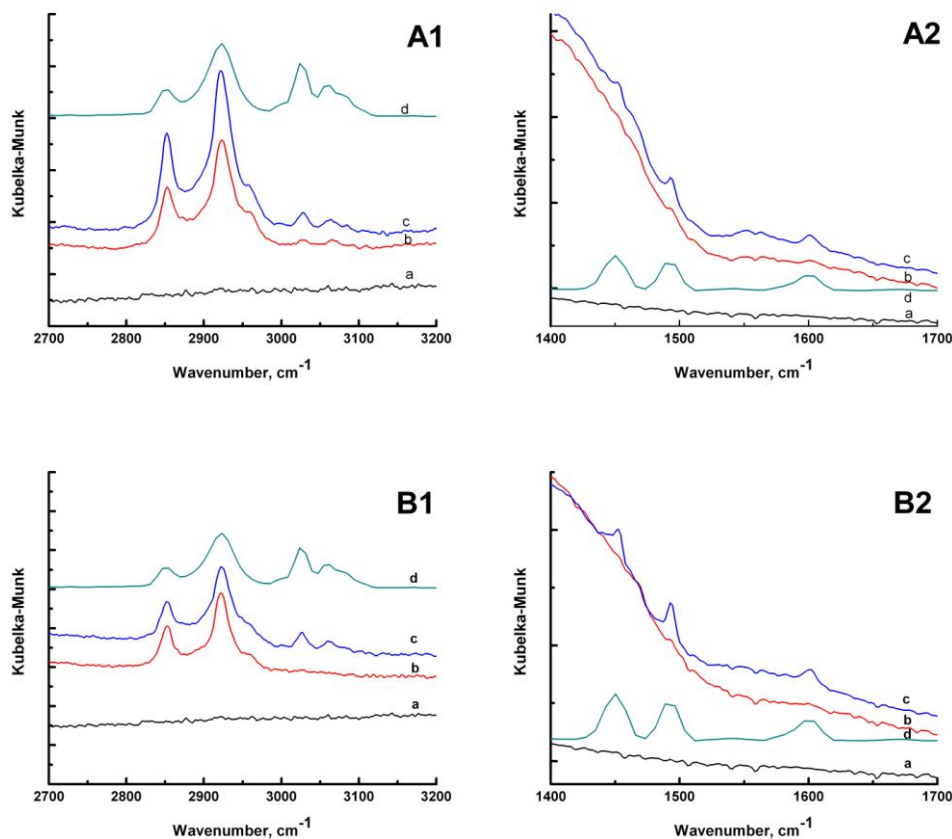 A1
Kubelka-Munk
d
c
b
a
2700 2800 2900 3000 3100 3200
Wavenumber, cm-1
A2
Kubelka-Munk
c
b
d
a
1400 1500 1600 1700
Wavenumber, cm-1
B1
Kubelka-Munk
d
c
b
a
2700 2800 2900 3000 3100 3200
Wavenumber, cm-1
B2
Kubelka-Munk
c
b
d
a
1400 1500 1600 1700
Wavenumber, cm-1